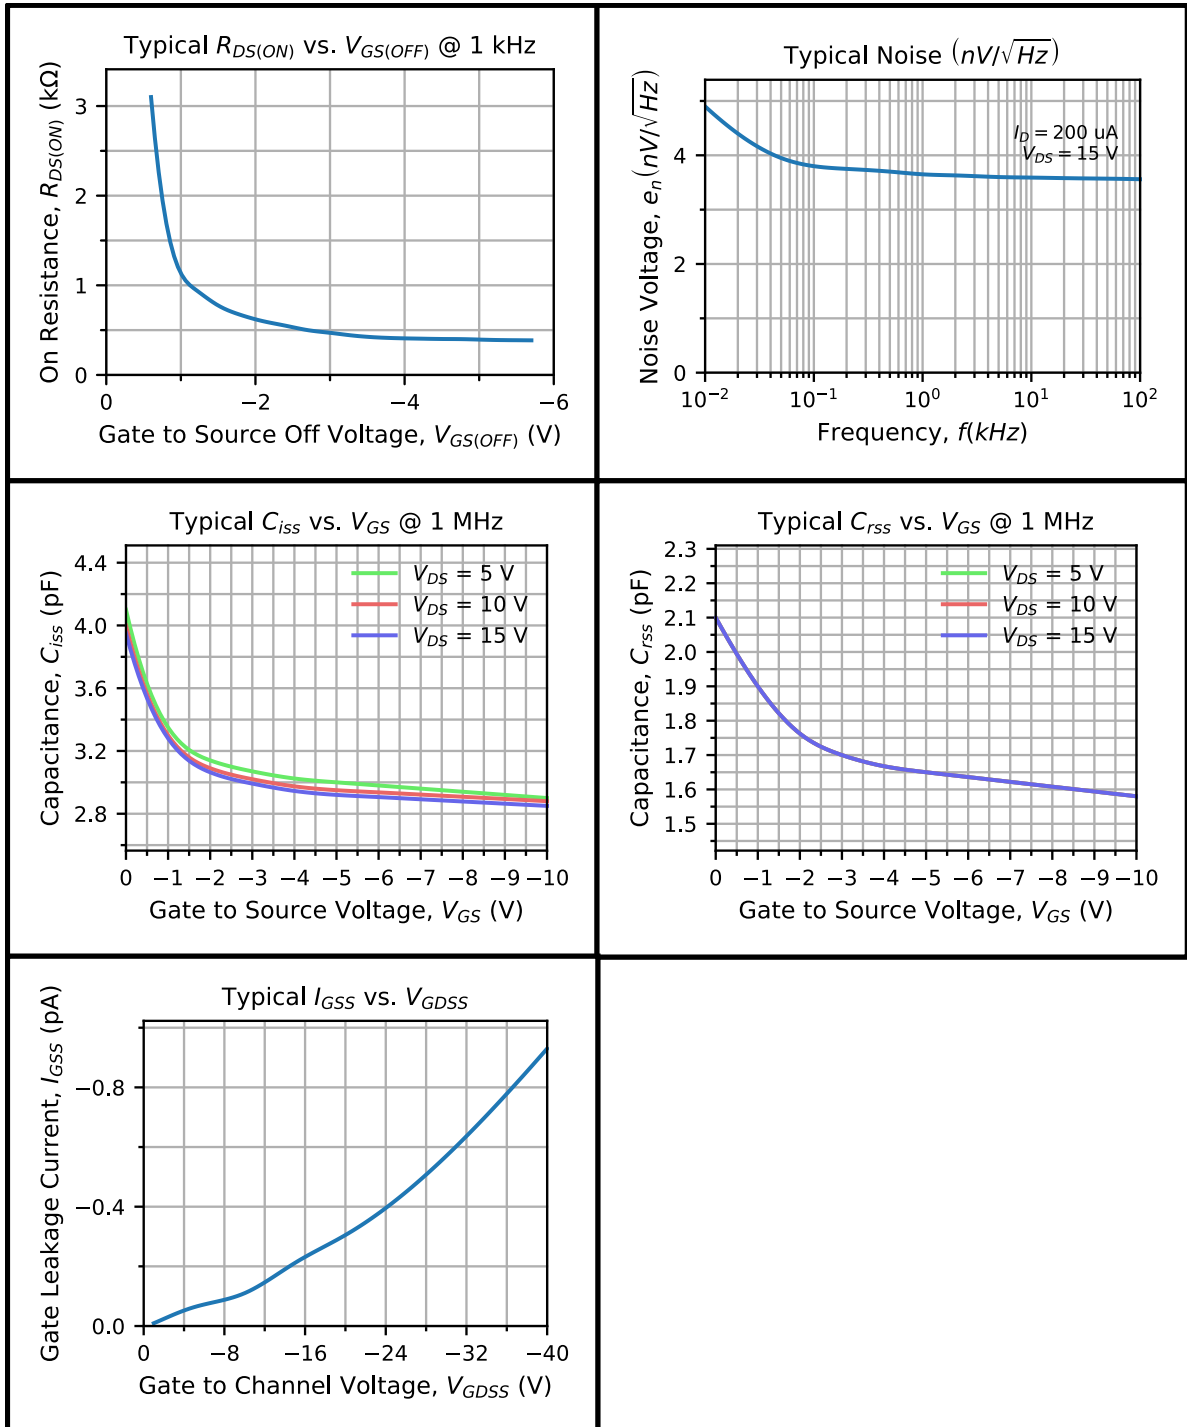 Typical R_DS(ON) vs. V_GS(OFF) @ 1 kHz
On Resistance, R_DS(ON) (kΩ)
3
2
1
0
0 −2 −4 −6
Gate to Source Off Voltage, V_GS(OFF) (V)
Typical Noise (nV/√Hz)
Noise Voltage, e_n (nV/√Hz)
I_D = 200 uA
V_DS = 15 V
4
2
0
10^−2 10^−1 10^0 10^1 10^2
Frequency, f(kHz)
Typical C_iss vs. V_GS @ 1 MHz
Capacitance, C_iss (pF)
V_DS = 5 V
V_DS = 10 V
V_DS = 15 V
4.4
4.0
3.6
3.2
2.8
0 −1 −2 −3 −4 −5 −6 −7 −8 −9 −10
Gate to Source Voltage, V_GS (V)
Typical C_rss vs. V_GS @ 1 MHz
Capacitance, C_rss (pF)
V_DS = 5 V
V_DS = 10 V
V_DS = 15 V
2.3
2.2
2.1
2.0
1.9
1.8
1.7
1.6
1.5
0 −1 −2 −3 −4 −5 −6 −7 −8 −9 −10
Gate to Source Voltage, V_GS (V)
Typical I_GSS vs. V_GDSS
Gate Leakage Current, I_GSS (pA)
−0.8
−0.4
0.0
0 −8 −16 −24 −32 −40
Gate to Channel Voltage, V_GDSS (V)